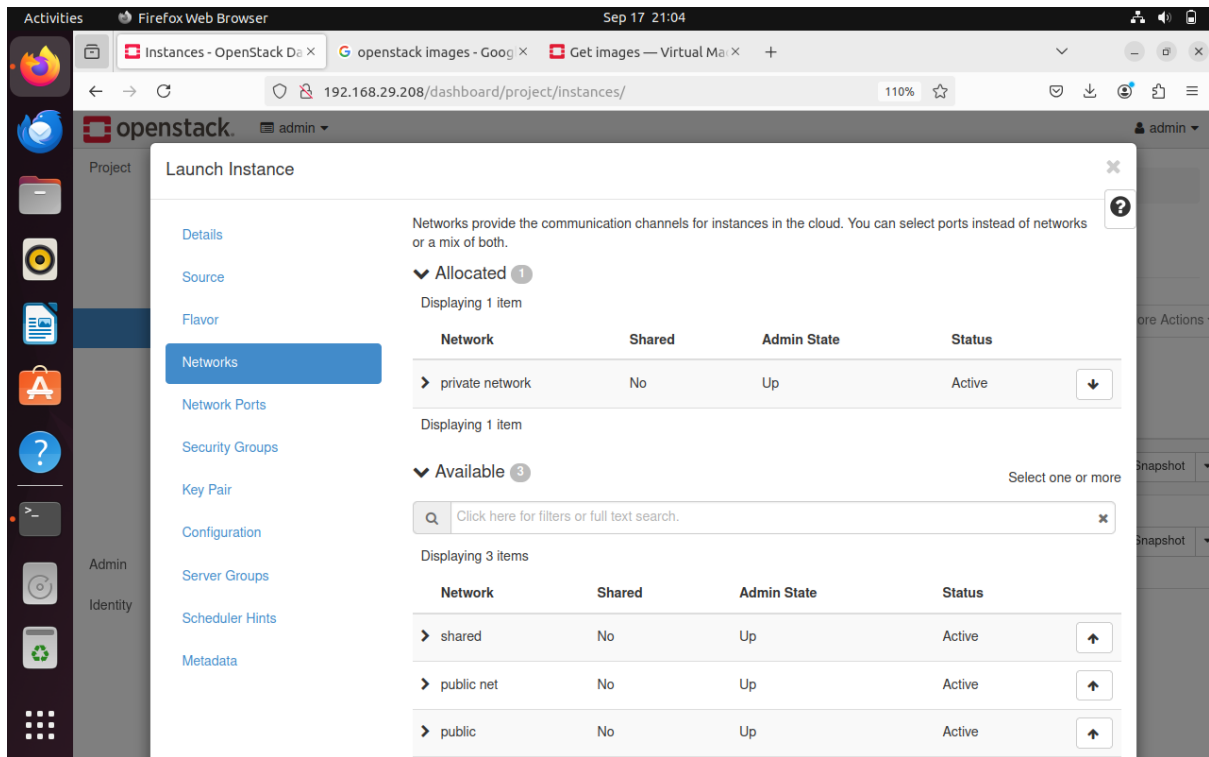 Activities Firefox Web Browser Sep 17 21:04
Instances - OpenStack Da openstack images - Goog Get images — Virtual Ma
192.168.29.208/dashboard/project/instances/ 110%
openstack. admin admin
Project
Launch Instance
Networks provide the communication channels for instances in the cloud. You can select ports instead of networks
or a mix of both.
Details
Source
Flavor
Networks
Network Ports
Security Groups
Key Pair
Configuration
Server Groups
Scheduler Hints
Metadata
Allocated 1
Displaying 1 item
Network Shared Admin State Status
private network No Up Active
Displaying 1 item
Available 3
Select one or more
Click here for filters or full text search.
Displaying 3 items
Network Shared Admin State Status
shared No Up Active
public net No Up Active
public No Up Active
ore Actions
Snapshot
Snapshot
Admin
Identity